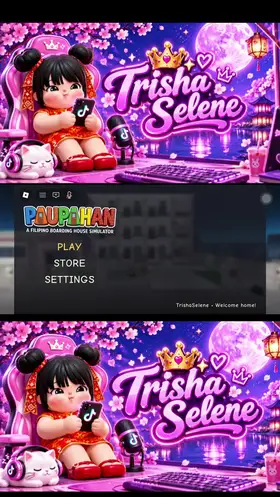 Trisha
Selene
PAUPAHAN
A FILIPINO BOARDING HOUSE SIMULATOR
PLAY
STORE
SETTINGS
TrishaSelene - Welcome home!
Trisha
Selene